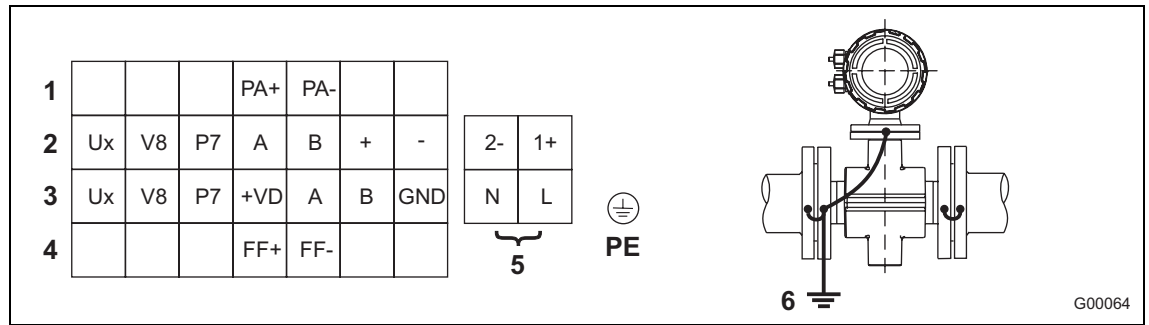 1 PA+ PA-
2 Ux V8 P7 A B + - 2- 1+
3 Ux V8 P7 +VD A B GND N L
4 FF+ FF-
5
PE
6
G00064